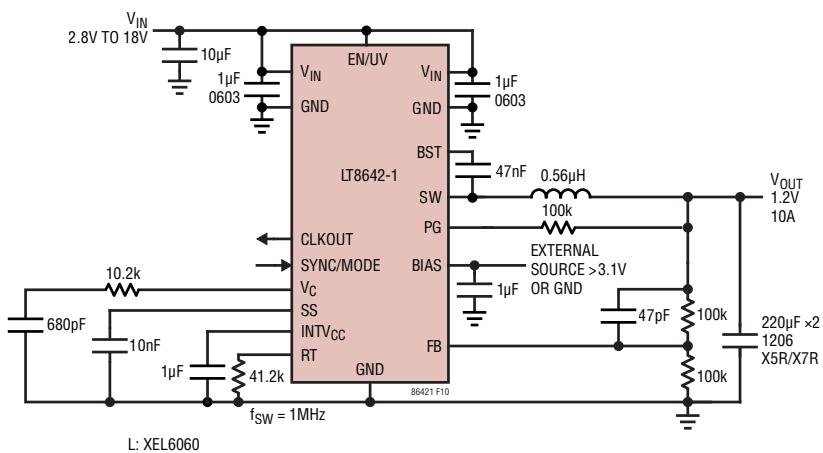 VIN
2.8V TO 18V
10µF
1µF
0603
VIN
GND
EN/UV
VIN
GND
1µF
0603
BST
47nF
LT8642-1
SW
0.56µH
VOUT
1.2V
10A
PG
100k
CLKOUT
SYNC/MODE
BIAS
EXTERNAL
SOURCE >3.1V
OR GND
1µF
10.2k
VC
680pF
SS
10nF
INTVCC
1µF
RT
41.2k
GND
FB
47pF
100k
100k
220µF ×2
1206
X5R/X7R
86421 F10
fSW = 1MHz
L: XEL6060